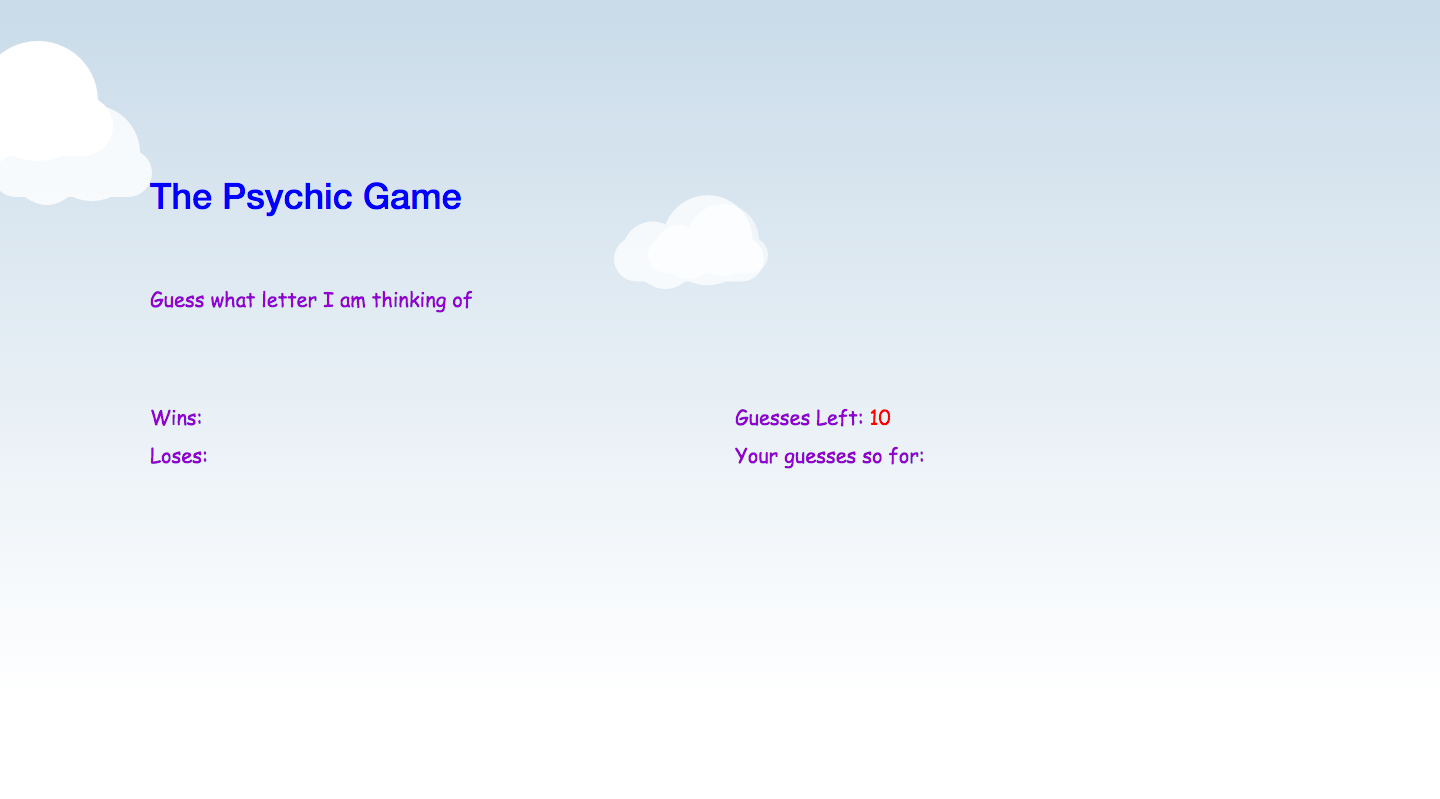 The Psychic Game
Guess what letter I am thinking of
Wins:
Loses:
Guesses Left: 10
Your guesses so for: